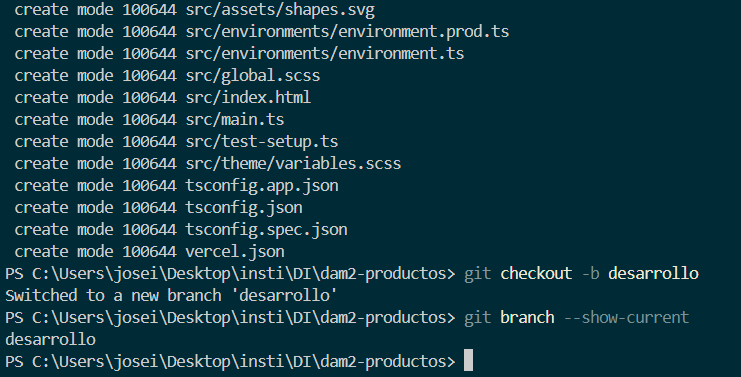 create mode 100644 src/assets/shapes.svg
create mode 100644 src/environments/environment.prod.ts
create mode 100644 src/environments/environment.ts
create mode 100644 src/global.scss
create mode 100644 src/index.html
create mode 100644 src/main.ts
create mode 100644 src/test-setup.ts
create mode 100644 src/theme/variables.scss
create mode 100644 tsconfig.app.json
create mode 100644 tsconfig.json
create mode 100644 tsconfig.spec.json
create mode 100644 vercel.json
PS C:\Users\josei\Desktop\insti\DI\dam2-productos> git checkout -b desarrollo
Switched to a new branch 'desarrollo'
PS C:\Users\josei\Desktop\insti\DI\dam2-productos> git branch --show-current
desarrollo
PS C:\Users\josei\Desktop\insti\DI\dam2-productos>